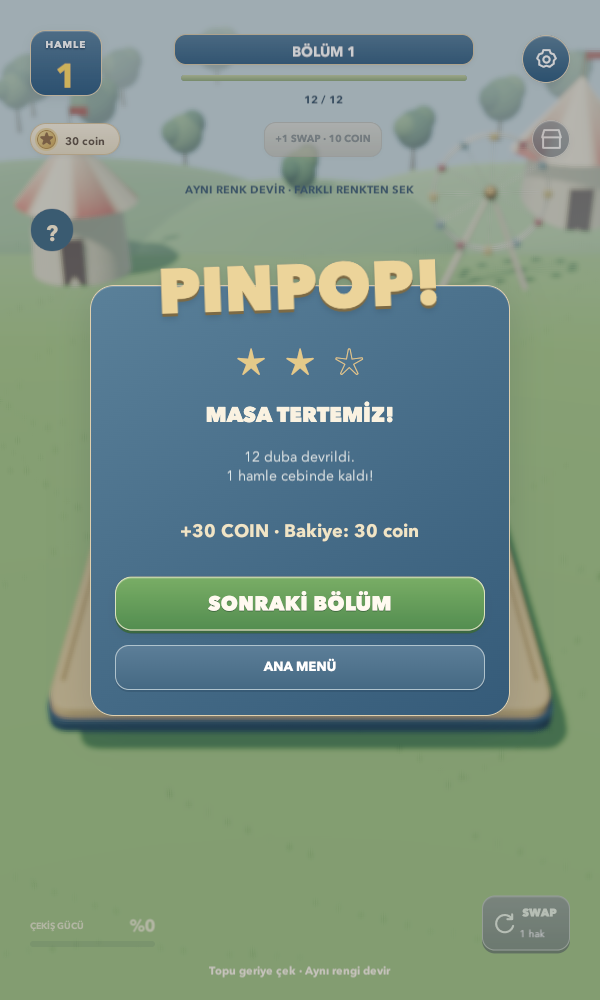 HAMLE
1
BÖLÜM 1
12 / 12
30 coin
+1 SWAP · 10 COIN
AYNI RENK DEVİR · FARKLI RENKTEN SEK
?
PINPOP!
MASA TERTEMİZ!
12 duba devrildi.
1 hamle cebinde kaldı!
+30 COIN · Bakiye: 30 coin
SONRAKİ BÖLÜM
ANA MENÜ
ÇEKİŞ GÜCÜ
%0
SWAP
1 hak
Topu geriye çek · Aynı rengi devir